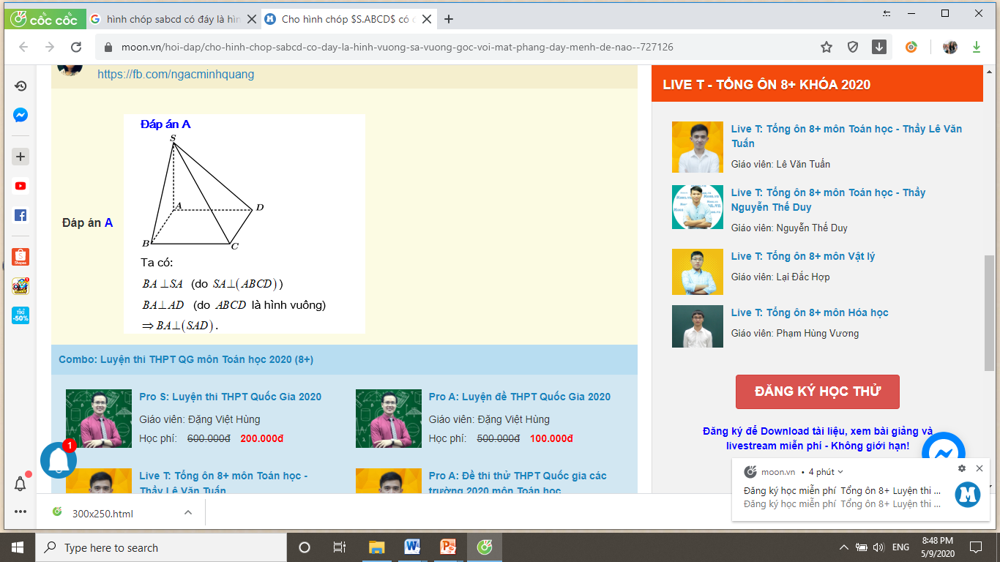 cốc cốc
hình chóp sabcd có đáy là hìn
Cho hình chóp $S.ABCD$ có c
moon.vn/hoi-dap/cho-hinh-chop-sabcd-co-day-la-hinh-vuong-sa-vuong-goc-voi-mat-phang-day-menh-de-nao--727126
https://fb.com/ngacminhquang
Đáp án A
Đáp án A
S
A
D
B
C
Ta có:
BA ⊥ SA (do SA ⊥ (ABCD))
BA ⊥ AD (do ABCD là hình vuông)
⇒ BA ⊥ (SAD).
Combo: Luyện thi THPT QG môn Toán học 2020 (8+)
Pro S: Luyện thi THPT Quốc Gia 2020
Giáo viên: Đặng Việt Hùng
Học phí: 600.000đ 200.000đ
Pro A: Luyện đề THPT Quốc Gia 2020
Giáo viên: Đặng Việt Hùng
Học phí: 500.000đ 100.000đ
Live T: Tổng ôn 8+ môn Toán học -
Thầy Lê Văn Tuấn
Pro A: Đề thi thử THPT Quốc gia các
trường 2020 môn Toán học
1
LIVE T - TỔNG ÔN 8+ KHÓA 2020
Live T: Tổng ôn 8+ môn Toán học - Thầy Lê Văn
Tuấn
Giáo viên: Lê Văn Tuấn
Live T: Tổng ôn 8+ môn Toán học - Thầy
Nguyễn Thế Duy
Giáo viên: Nguyễn Thế Duy
Live T: Tổng ôn 8+ môn Vật lý
Giáo viên: Lại Đắc Hợp
Live T: Tổng ôn 8+ môn Hóa học
Giáo viên: Phạm Hùng Vương
ĐĂNG KÝ HỌC THỬ
Đăng ký để Download tài liệu, xem bài giảng và
livestream miễn phí - Không giới hạn!
moon.vn • 4 phút
Đăng ký học miễn phí Tổng ôn 8+ Luyện thi ...
Đăng ký học miễn phí Tổng ôn 8+ Luyện thi ...
Shopee
TIKI
-50%
300x250.html
Type here to search
ENG
8:48 PM
5/9/2020